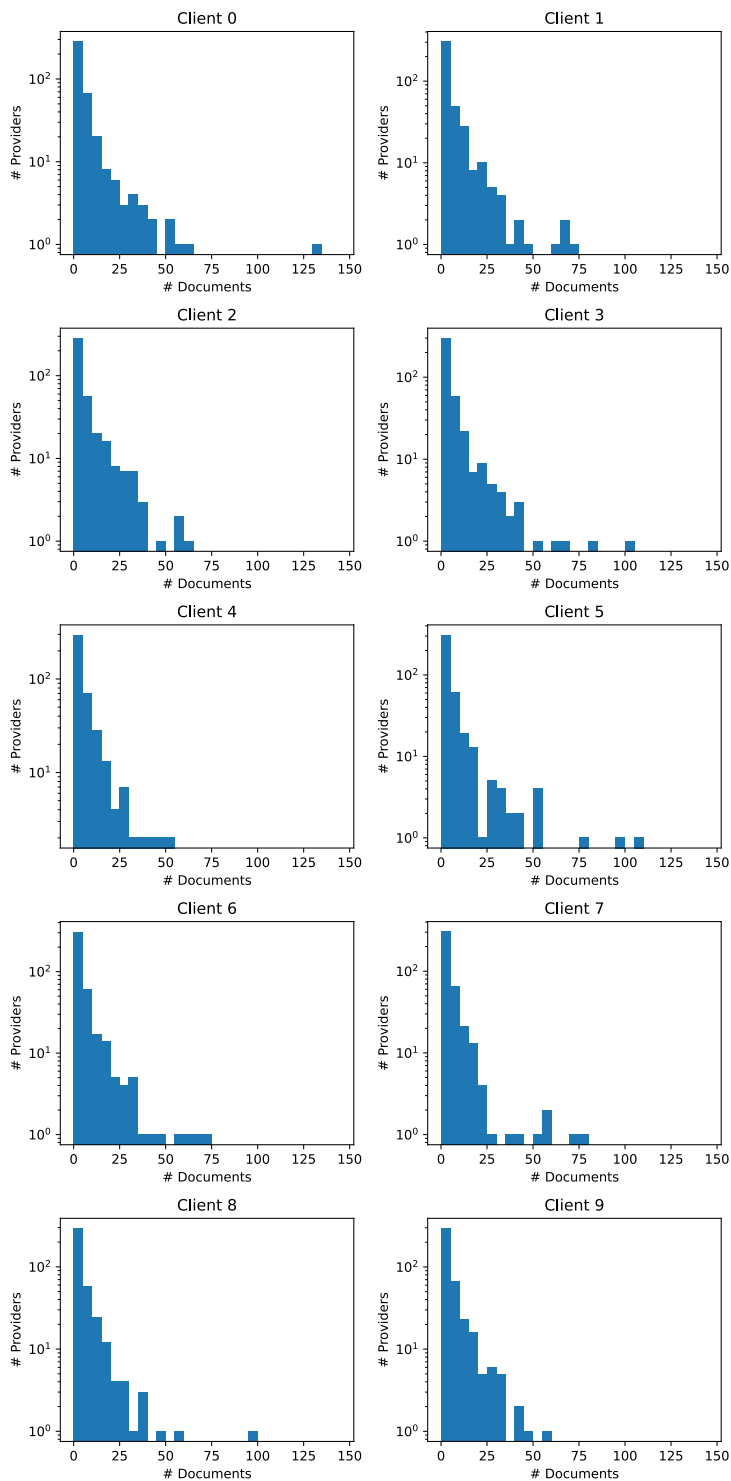 Client 0
# Providers
10^2
10^1
10^0
0 25 50 75 100 125 150
# Documents
Client 1
# Providers
10^2
10^1
10^0
0 25 50 75 100 125 150
# Documents
Client 2
# Providers
10^2
10^1
10^0
0 25 50 75 100 125 150
# Documents
Client 3
# Providers
10^2
10^1
10^0
0 25 50 75 100 125 150
# Documents
Client 4
# Providers
10^2
10^1
0 25 50 75 100 125 150
# Documents
Client 5
# Providers
10^2
10^1
10^0
0 25 50 75 100 125 150
# Documents
Client 6
# Providers
10^2
10^1
10^0
0 25 50 75 100 125 150
# Documents
Client 7
# Providers
10^2
10^1
10^0
0 25 50 75 100 125 150
# Documents
Client 8
# Providers
10^2
10^1
10^0
0 25 50 75 100 125 150
# Documents
Client 9
# Providers
10^2
10^1
10^0
0 25 50 75 100 125 150
# Documents